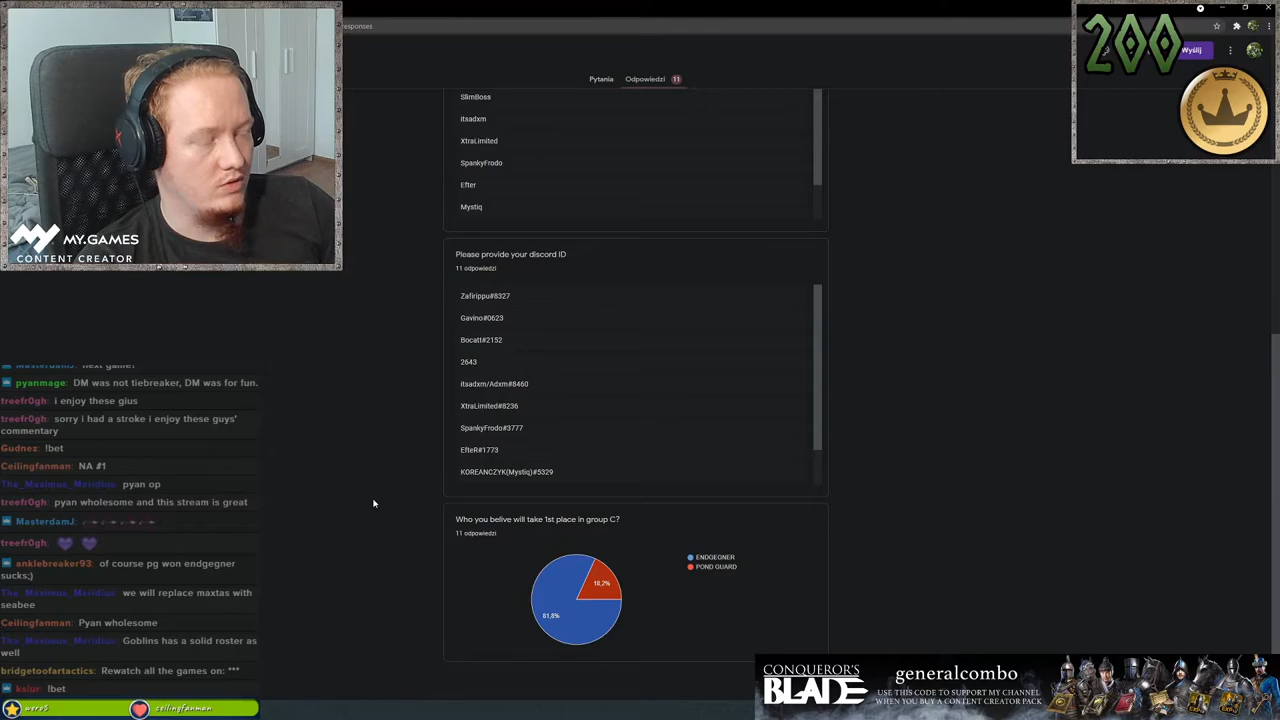 responses
200
Wyślij
Pytania
Odpowiedzi
11
SlimBoss
itsadxm
XtraLimited
SpankyFrodo
Efter
Mystiq
MY.GAMES
CONTENT CREATOR
Please provide your discord ID
11 odpowiedzi
Zafirippu#8327
Gavino#0623
Bocatt#2152
2643
itsadxm/Adxm#8460
XtraLimited#8236
SpankyFrodo#3777
EfteR#1773
KOREANCZYK(Mystiq)#5329
Who you belive will take 1st place in group C?
11 odpowiedzi
ENDGEGNER
POND GUARD
18,2%
81,8%
MasterdamJ: next game!
pyanmage: DM was not tiebreaker, DM was for fun.
treefr0gh: i enjoy these gius
treefr0gh: sorry i had a stroke i enjoy these guys'
commentary
Gudnez: !bet
Ceilingfanman: NA #1
The_Maximus_Meridius: pyan op
treefr0gh: pyan wholesome and this stream is great
MasterdamJ:
treefr0gh:
anklebreaker93: of course pg won endgegner
sucks;)
The_Maximus_Meridius: we will replace maxtas with
seabee
Ceilingfanman: Pyan wholesome
The_Maximus_Meridius: Goblins has a solid roster as
well
bridgetoofartactics: Rewatch all the games on: ***
ksiur: !bet
wero5
ceilingfanman
CONQUEROR'S
BLADE
generalcombo
USE THIS CODE TO SUPPORT MY CHANNEL
WHEN YOU BUY A CONTENT CREATOR PACK